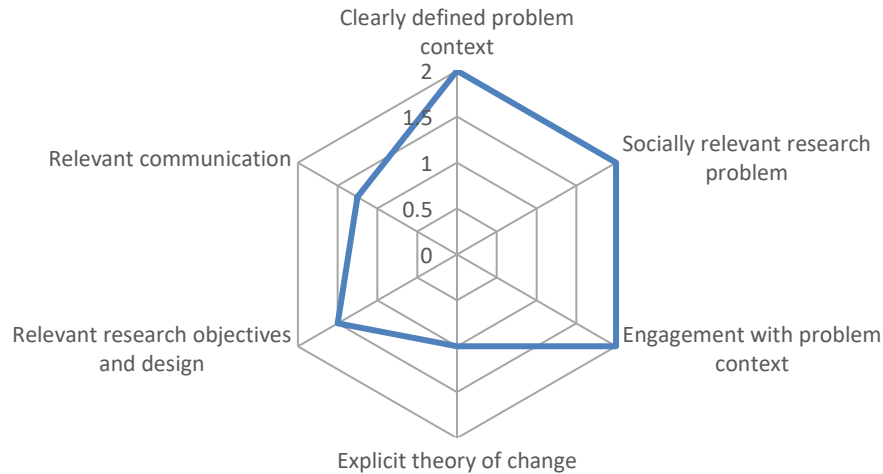 Clearly defined problem
context
2
1.5
1
0.5
0
Socially relevant research
problem
Engagement with problem
context
Explicit theory of change
Relevant research objectives
and design
Relevant communication